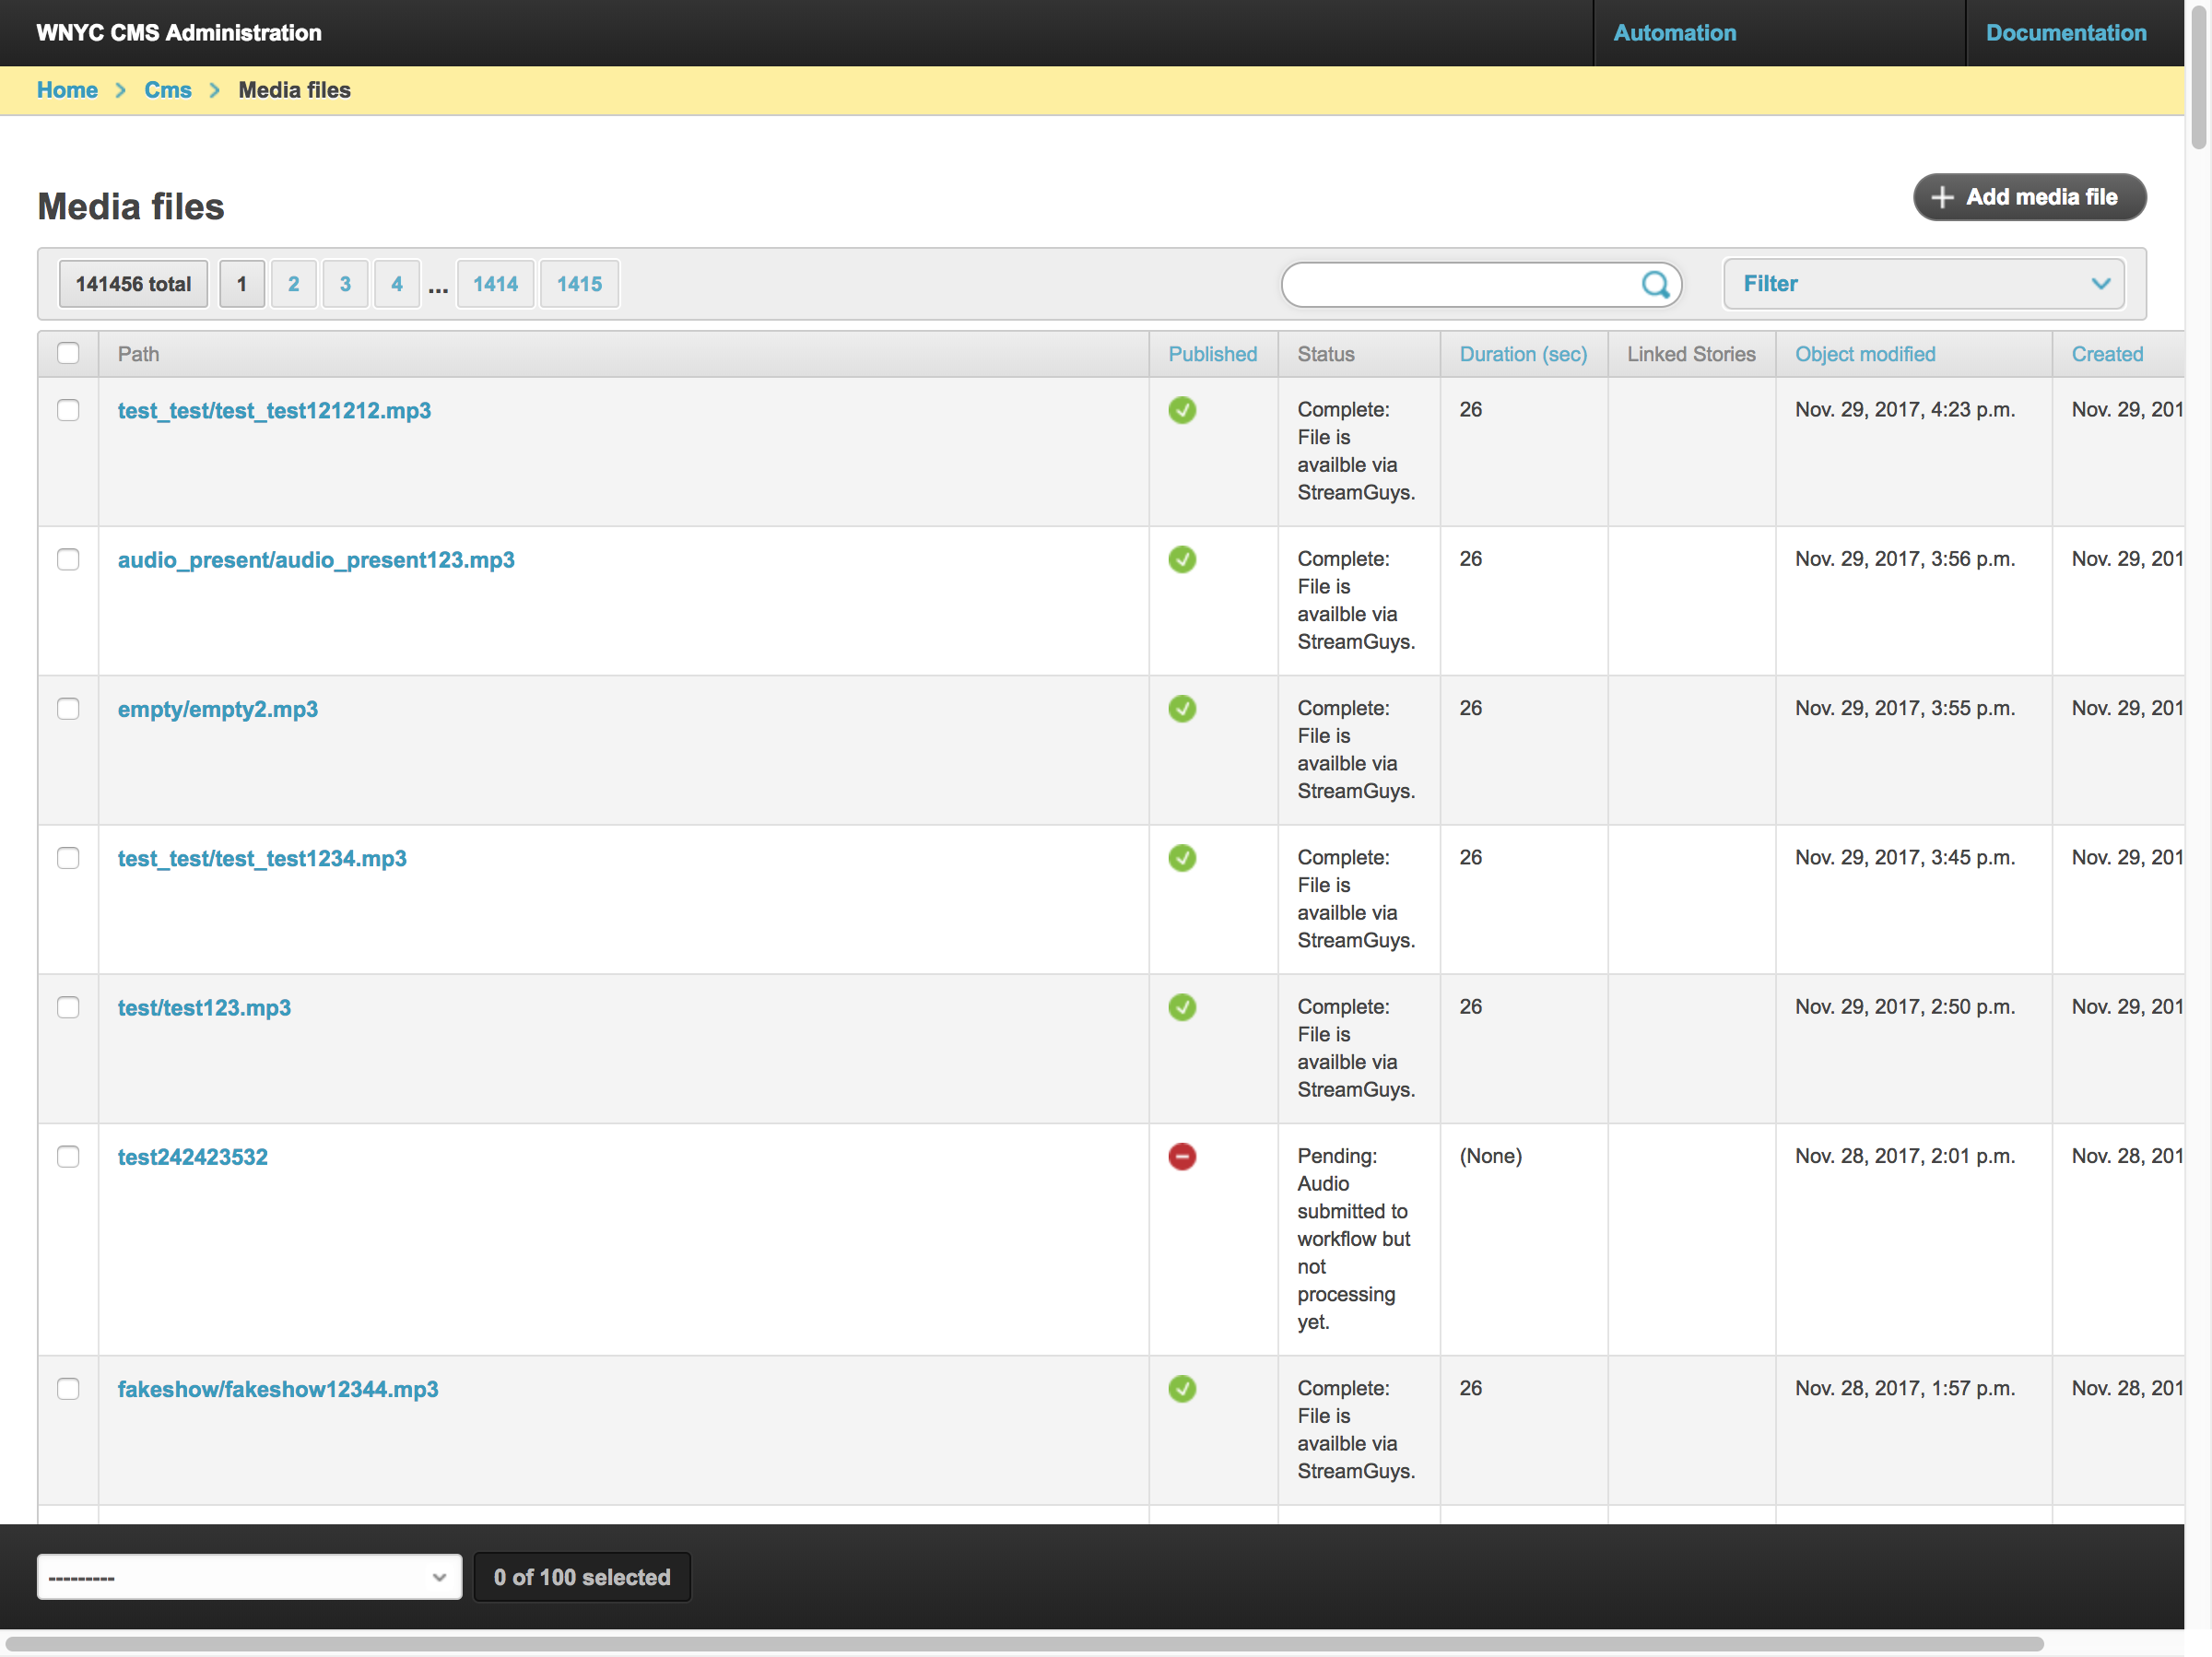 WNYC CMS Administration Automation Documentation
Home Cms Media files
Media files
Add media file
141456 total 1 2 3 4 ... 1414 1415 Filter
Path Published Status Duration (sec) Linked Stories Object modified Created
test_test/test_test121212.mp3 Complete: 26 Nov. 29, 2017, 4:23 p.m. Nov. 29, 201
File is
availble via
StreamGuys.
audio_present/audio_present123.mp3 Complete: 26 Nov. 29, 2017, 3:56 p.m. Nov. 29, 201
File is
availble via
StreamGuys.
empty/empty2.mp3 Complete: 26 Nov. 29, 2017, 3:55 p.m. Nov. 29, 201
File is
availble via
StreamGuys.
test_test/test_test1234.mp3 Complete: 26 Nov. 29, 2017, 3:45 p.m. Nov. 29, 201
File is
availble via
StreamGuys.
test/test123.mp3 Complete: 26 Nov. 29, 2017, 2:50 p.m. Nov. 29, 201
File is
availble via
StreamGuys.
test242423532 Pending: (None) Nov. 28, 2017, 2:01 p.m. Nov. 28, 201
Audio
submitted to
workflow but
not
processing
yet.
fakeshow/fakeshow12344.mp3 Complete: 26 Nov. 28, 2017, 1:57 p.m. Nov. 28, 201
File is
availble via
StreamGuys.
--------- 0 of 100 selected